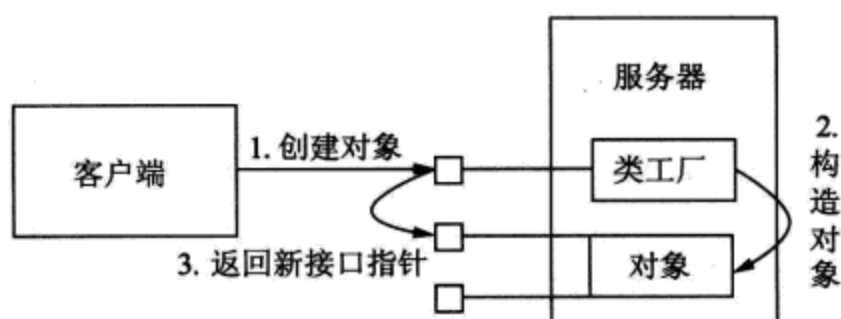 服务器
客户端
1. 创建对象
类工厂
2.构造对象
3. 返回新接口指针
对象